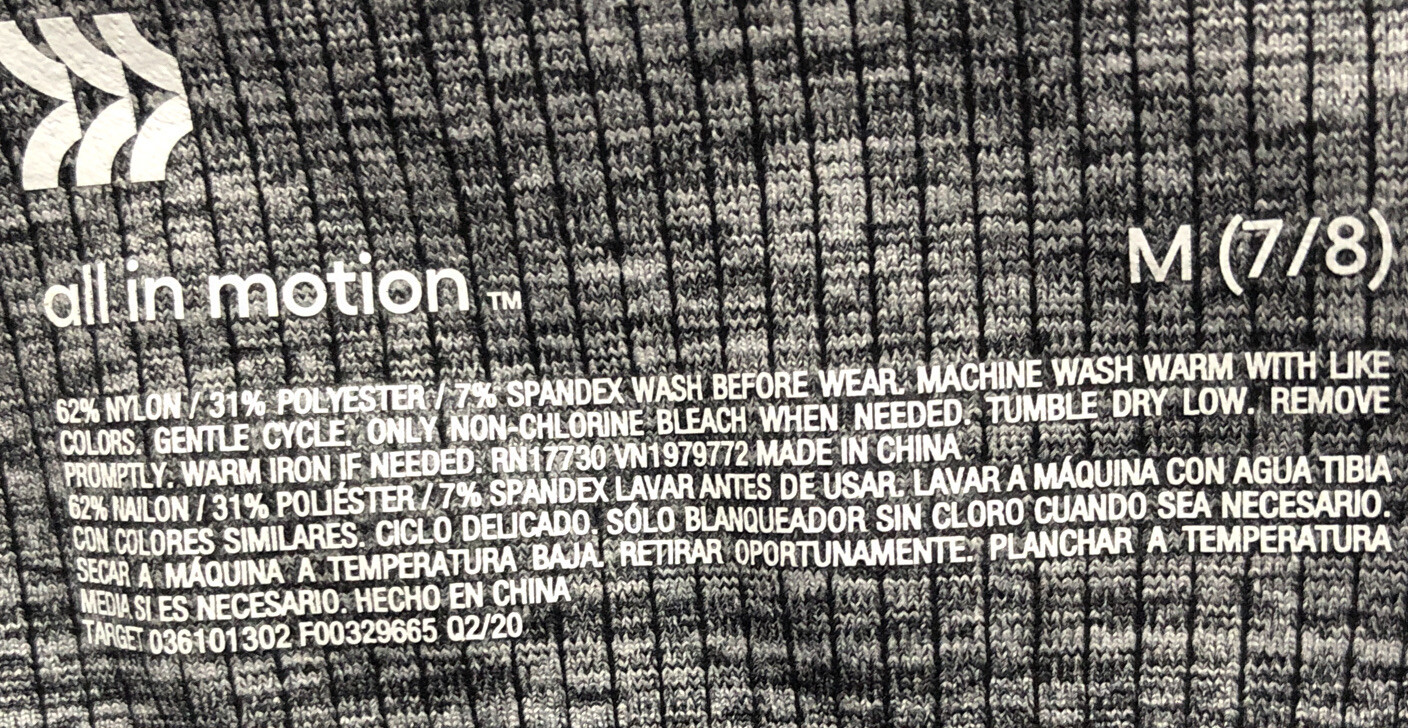 all in motion ™
M (7/8)
62% NYLON / 31% POLYESTER / 7% SPANDEX WASH BEFORE WEAR. MACHINE WASH WARM WITH LIKE
COLORS. GENTLE CYCLE. ONLY NON-CHLORINE BLEACH WHEN NEEDED. TUMBLE DRY LOW. REMOVE
PROMPTLY. WARM IRON IF NEEDED. RN17730 VN1979772 MADE IN CHINA
62% NAILON / 31% POLIÉSTER / 7% SPANDEX LAVAR ANTES DE USAR. LAVAR A MÁQUINA CON AGUA TIBIA
CON COLORES SIMILARES. CICLO DELICADO. SÓLO BLANQUEADOR SIN CLORO CUANDO SEA NECESARIO.
SECAR A MÁQUINA A TEMPERATURA BAJA. RETIRAR OPORTUNAMENTE. PLANCHAR A TEMPERATURA
MEDIA SI ES NECESARIO. HECHO EN CHINA
TARGET 036101302 F00329665 Q2/20